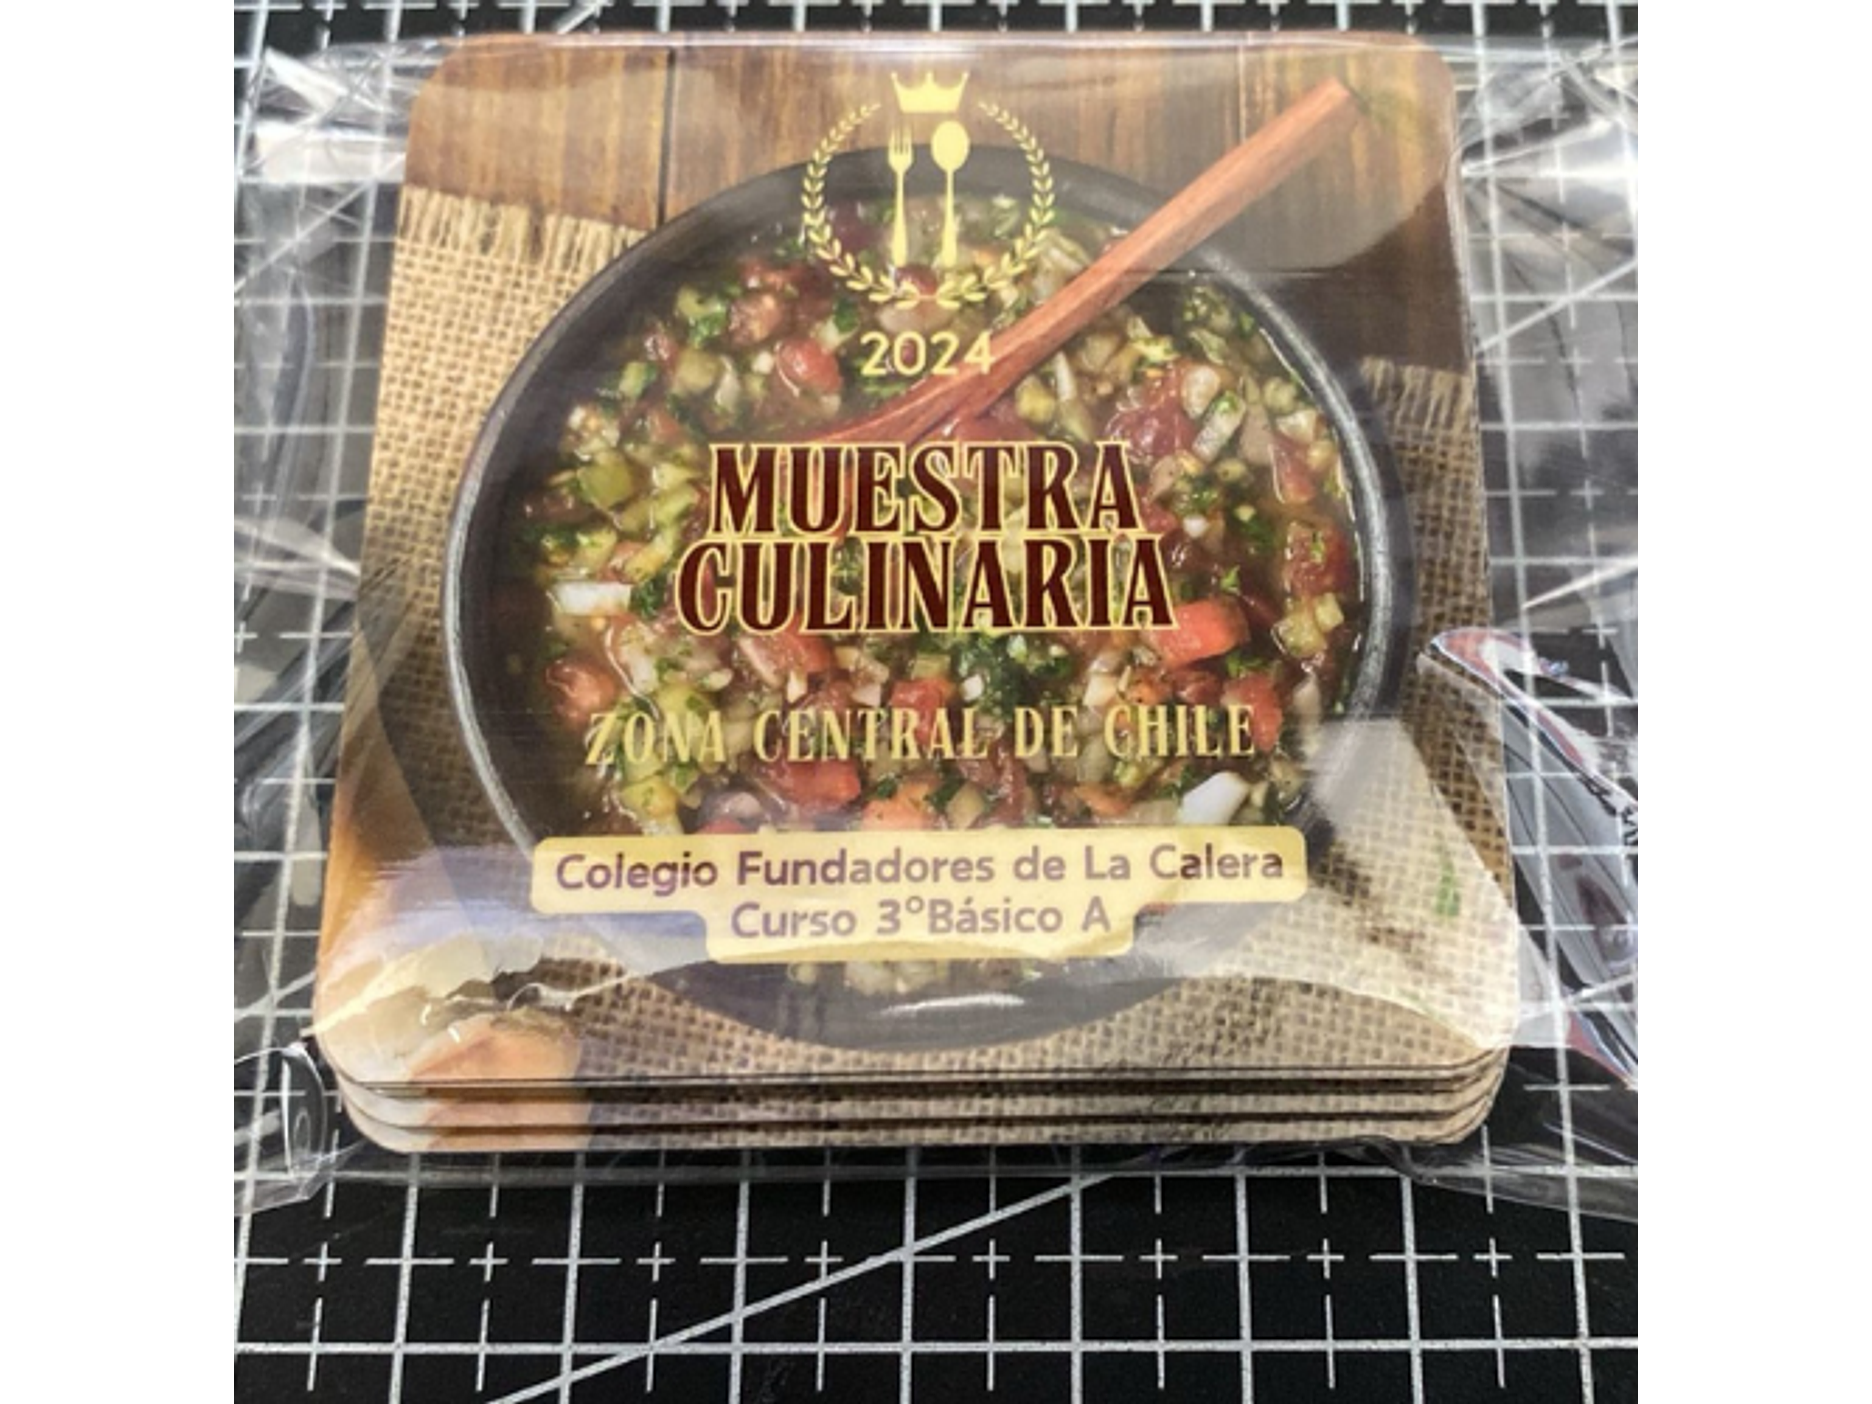 2024
MUESTRA
CULINARIA
ZONA CENTRAL DE CHILE
Colegio Fundadores de La Calera
Curso 3°Básico A